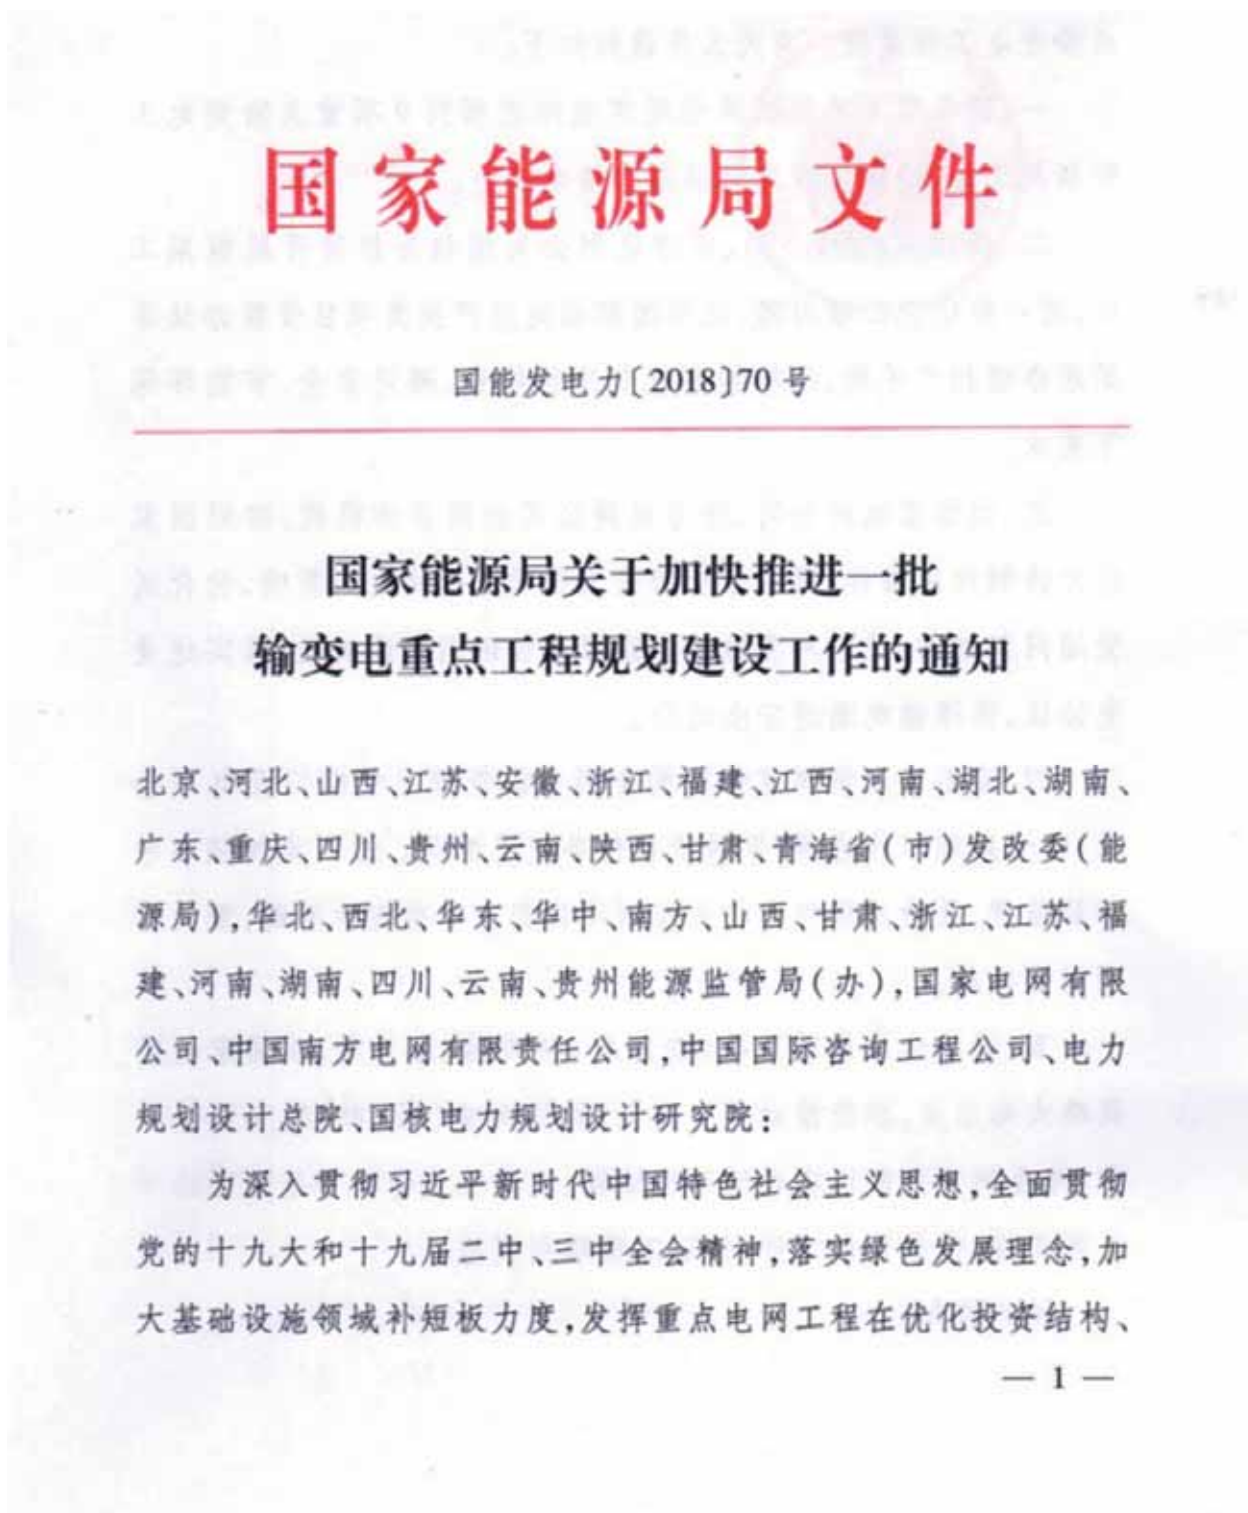 国家能源局文件
国能发电力〔2018〕70号
国家能源局关于加快推进一批
输变电重点工程规划建设工作的通知
北京、河北、山西、江苏、安徽、浙江、福建、江西、河南、湖北、湖南、
广东、重庆、四川、贵州、云南、陕西、甘肃、青海省(市)发改委(能
源局),华北、西北、华东、华中、南方、山西、甘肃、浙江、江苏、福
建、河南、湖南、四川、云南、贵州能源监管局(办),国家电网有限
公司、中国南方电网有限责任公司,中国国际咨询工程公司、电力
规划设计总院、国核电力规划设计研究院:
为深入贯彻习近平新时代中国特色社会主义思想,全面贯彻
党的十九大和十九届二中、三中全会精神,落实绿色发展理念,加
大基础设施领域补短板力度,发挥重点电网工程在优化投资结构、
— 1 —